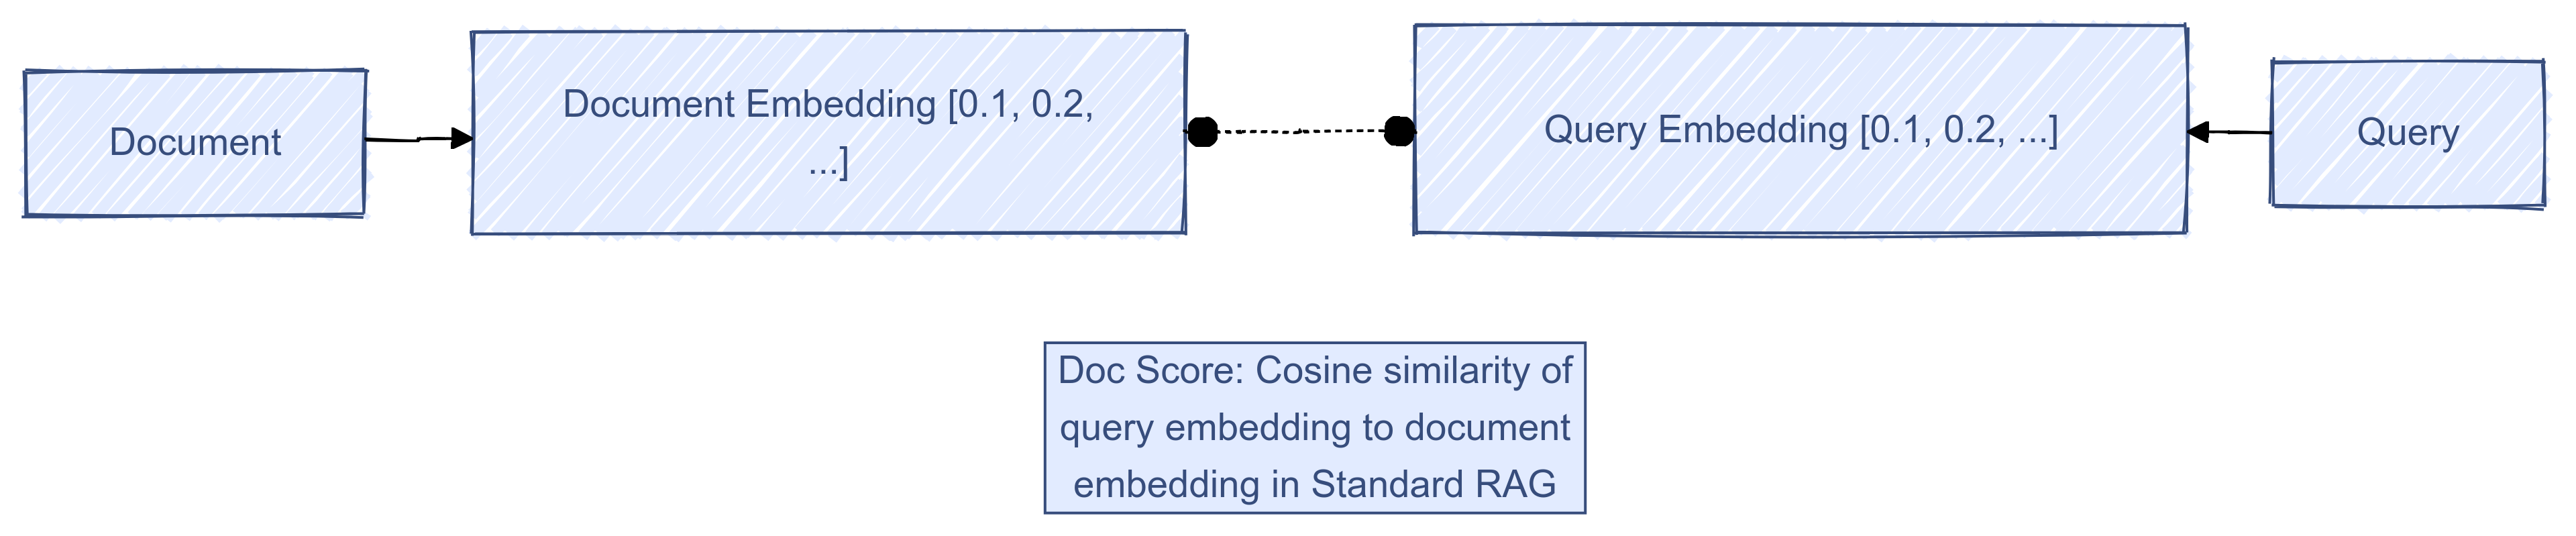 Document
Document Embedding [0.1, 0.2,
...]
Query Embedding [0.1, 0.2, ...]
Query
Doc Score: Cosine similarity of
query embedding to document
embedding in Standard RAG